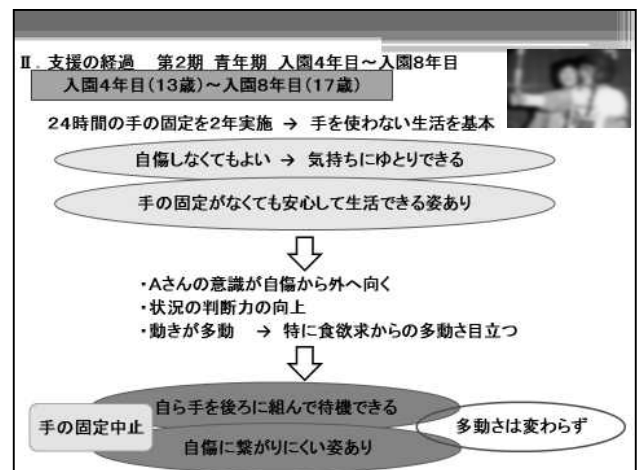 Ⅱ．支援の経過　第2期 青年期 入園4年目～入園8年目
入園4年目(13歳)～入園8年目(17歳)
24時間の手の固定を2年実施 → 手を使わない生活を基本
自傷しなくてもよい → 気持ちにゆとりできる
手の固定がなくても安心して生活できる姿あり
・Aさんの意識が自傷から外へ向く
・状況の判断力の向上
・動きが多動　→ 特に食欲求からの多動さ目立つ
自ら手を後ろに組んで待機できる
手の固定中止
多動さは変わらず
自傷に繋がりにくい姿あり